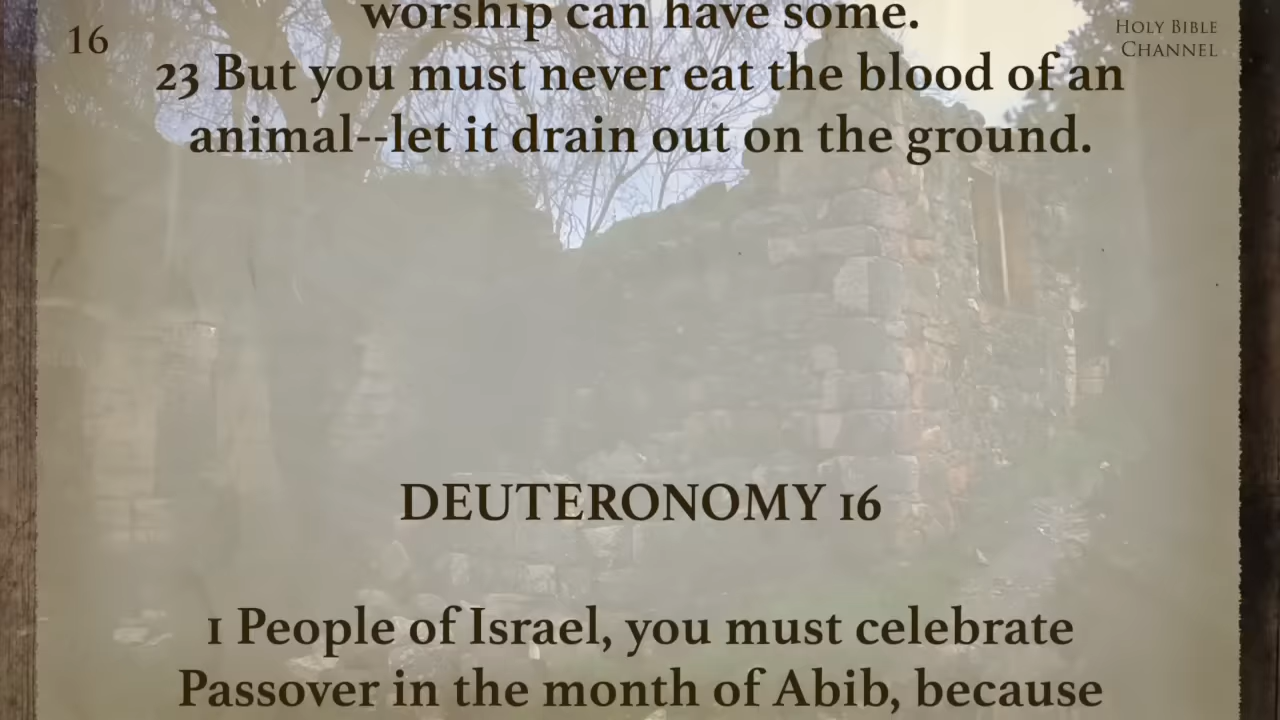 worship can have some.
16
HOLY BIBLE
CHANNEL
23 But you must never eat the blood of an
animal--let it drain out on the ground.
DEUTERONOMY 16
1 People of Israel, you must celebrate
Passover in the month of Abib, because